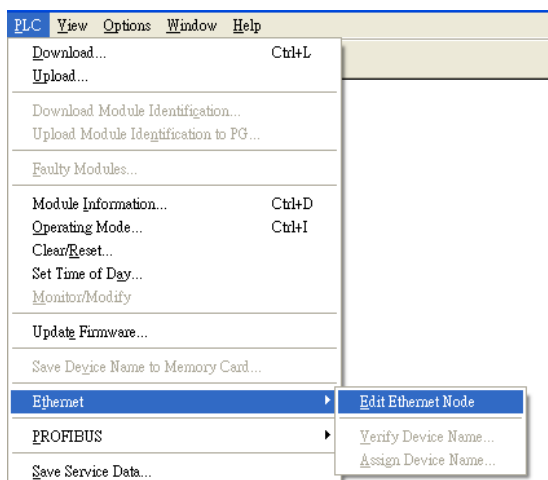 PLC View Options Window Help
Download... Ctrl+L
Upload...
Download Module Identification...
Upload Module Identification to PG...
Faulty Modules...
Module Information... Ctrl+D
Operating Mode... Ctrl+I
Clear/Reset...
Set Time of Day...
Monitor/Modify
Update Firmware...
Save Device Name to Memory Card...
Ethernet
Edit Ethernet Node
PROFIBUS
Verify Device Name...
Assign Device Name...
Save Service Data...